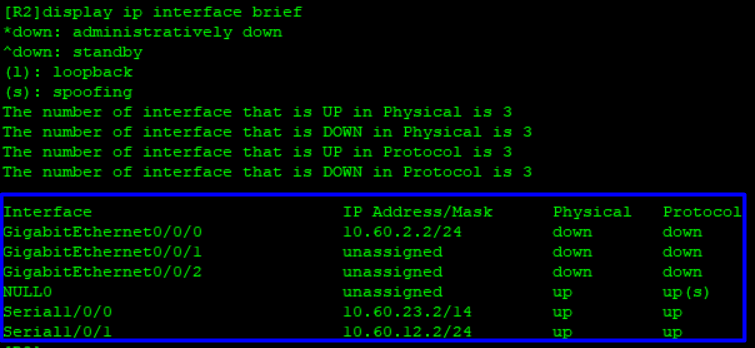 [R2]display ip interface brief
*down: administratively down
^down: standby
(l): loopback
(s): spoofing
The number of interface that is UP in Physical is 3
The number of interface that is DOWN in Physical is 3
The number of interface that is UP in Protocol is 3
The number of interface that is DOWN in Protocol is 3
Interface IP Address/Mask Physical Protocol
GigabitEthernet0/0/0 10.60.2.2/24 down down
GigabitEthernet0/0/1 unassigned down down
GigabitEthernet0/0/2 unassigned down down
NULL0 unassigned up up(s)
Serial1/0/0 10.60.23.2/14 up up
Serial1/0/1 10.60.12.2/24 up up